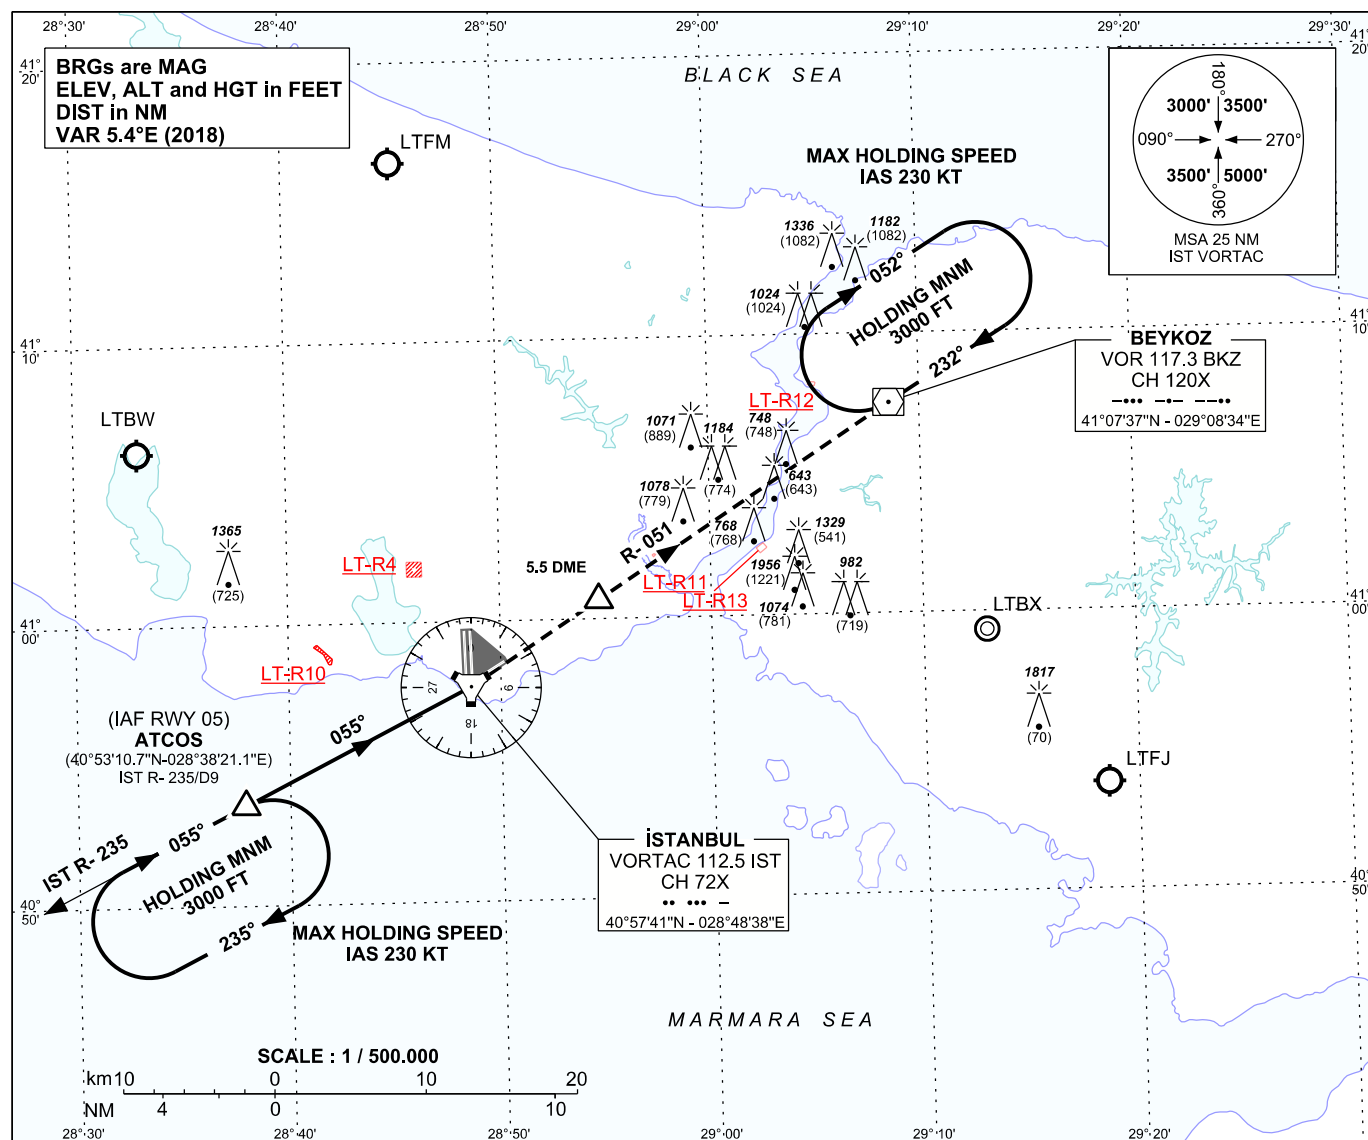 28°30'
28°40'
28°50'
29°00'
29°10'
29°20'
29°30'
41°
20'
41°
20'
BRGs are MAG
ELEV, ALT and HGT in FEET
DIST in NM
VAR 5.4°E (2018)
BLACK SEA
180°
3000' 3500'
090° 270°
3500' 5000'
360°
MSA 25 NM
IST VORTAC
LTFM
MAX HOLDING SPEED
IAS 230 KT
1336
(1082)
1182
(1082)
1024
(1024)
052°
HOLDING MNM
3000 FT
232°
41°
10'
41°
10'
BEYKOZ
VOR 117.3 BKZ
CH 120X
41°07'37"N - 029°08'34"E
LTBW
LT-R12
1071
(889)
1184
(774)
748
(748)
643
(643)
1078
(779)
768
(768)
R- 051
1329
(541)
1956
(1221)
1074
(781)
982
(719)
1365
(725)
LT-R4
5.5 DME
LT-R11
LT-R13
LTBX
41°
00'
41°
00'
LT-R10
0
9
18
27
1817
(70)
(IAF RWY 05)
ATCOS
(40°53'10.7"N-028°38'21.1"E)
IST R- 235/D9
055°
LTFJ
IST R- 235
055°
HOLDING MNM
3000 FT
235°
MAX HOLDING SPEED
IAS 230 KT
İSTANBUL
VORTAC 112.5 IST
CH 72X
40°57'41"N - 028°48'38"E
40°
50'
40°
50'
MARMARA SEA
SCALE : 1 / 500.000
km10 0 10 20
NM 4 0 10
28°30'
28°40'
28°50'
29°00'
29°10'
29°20'